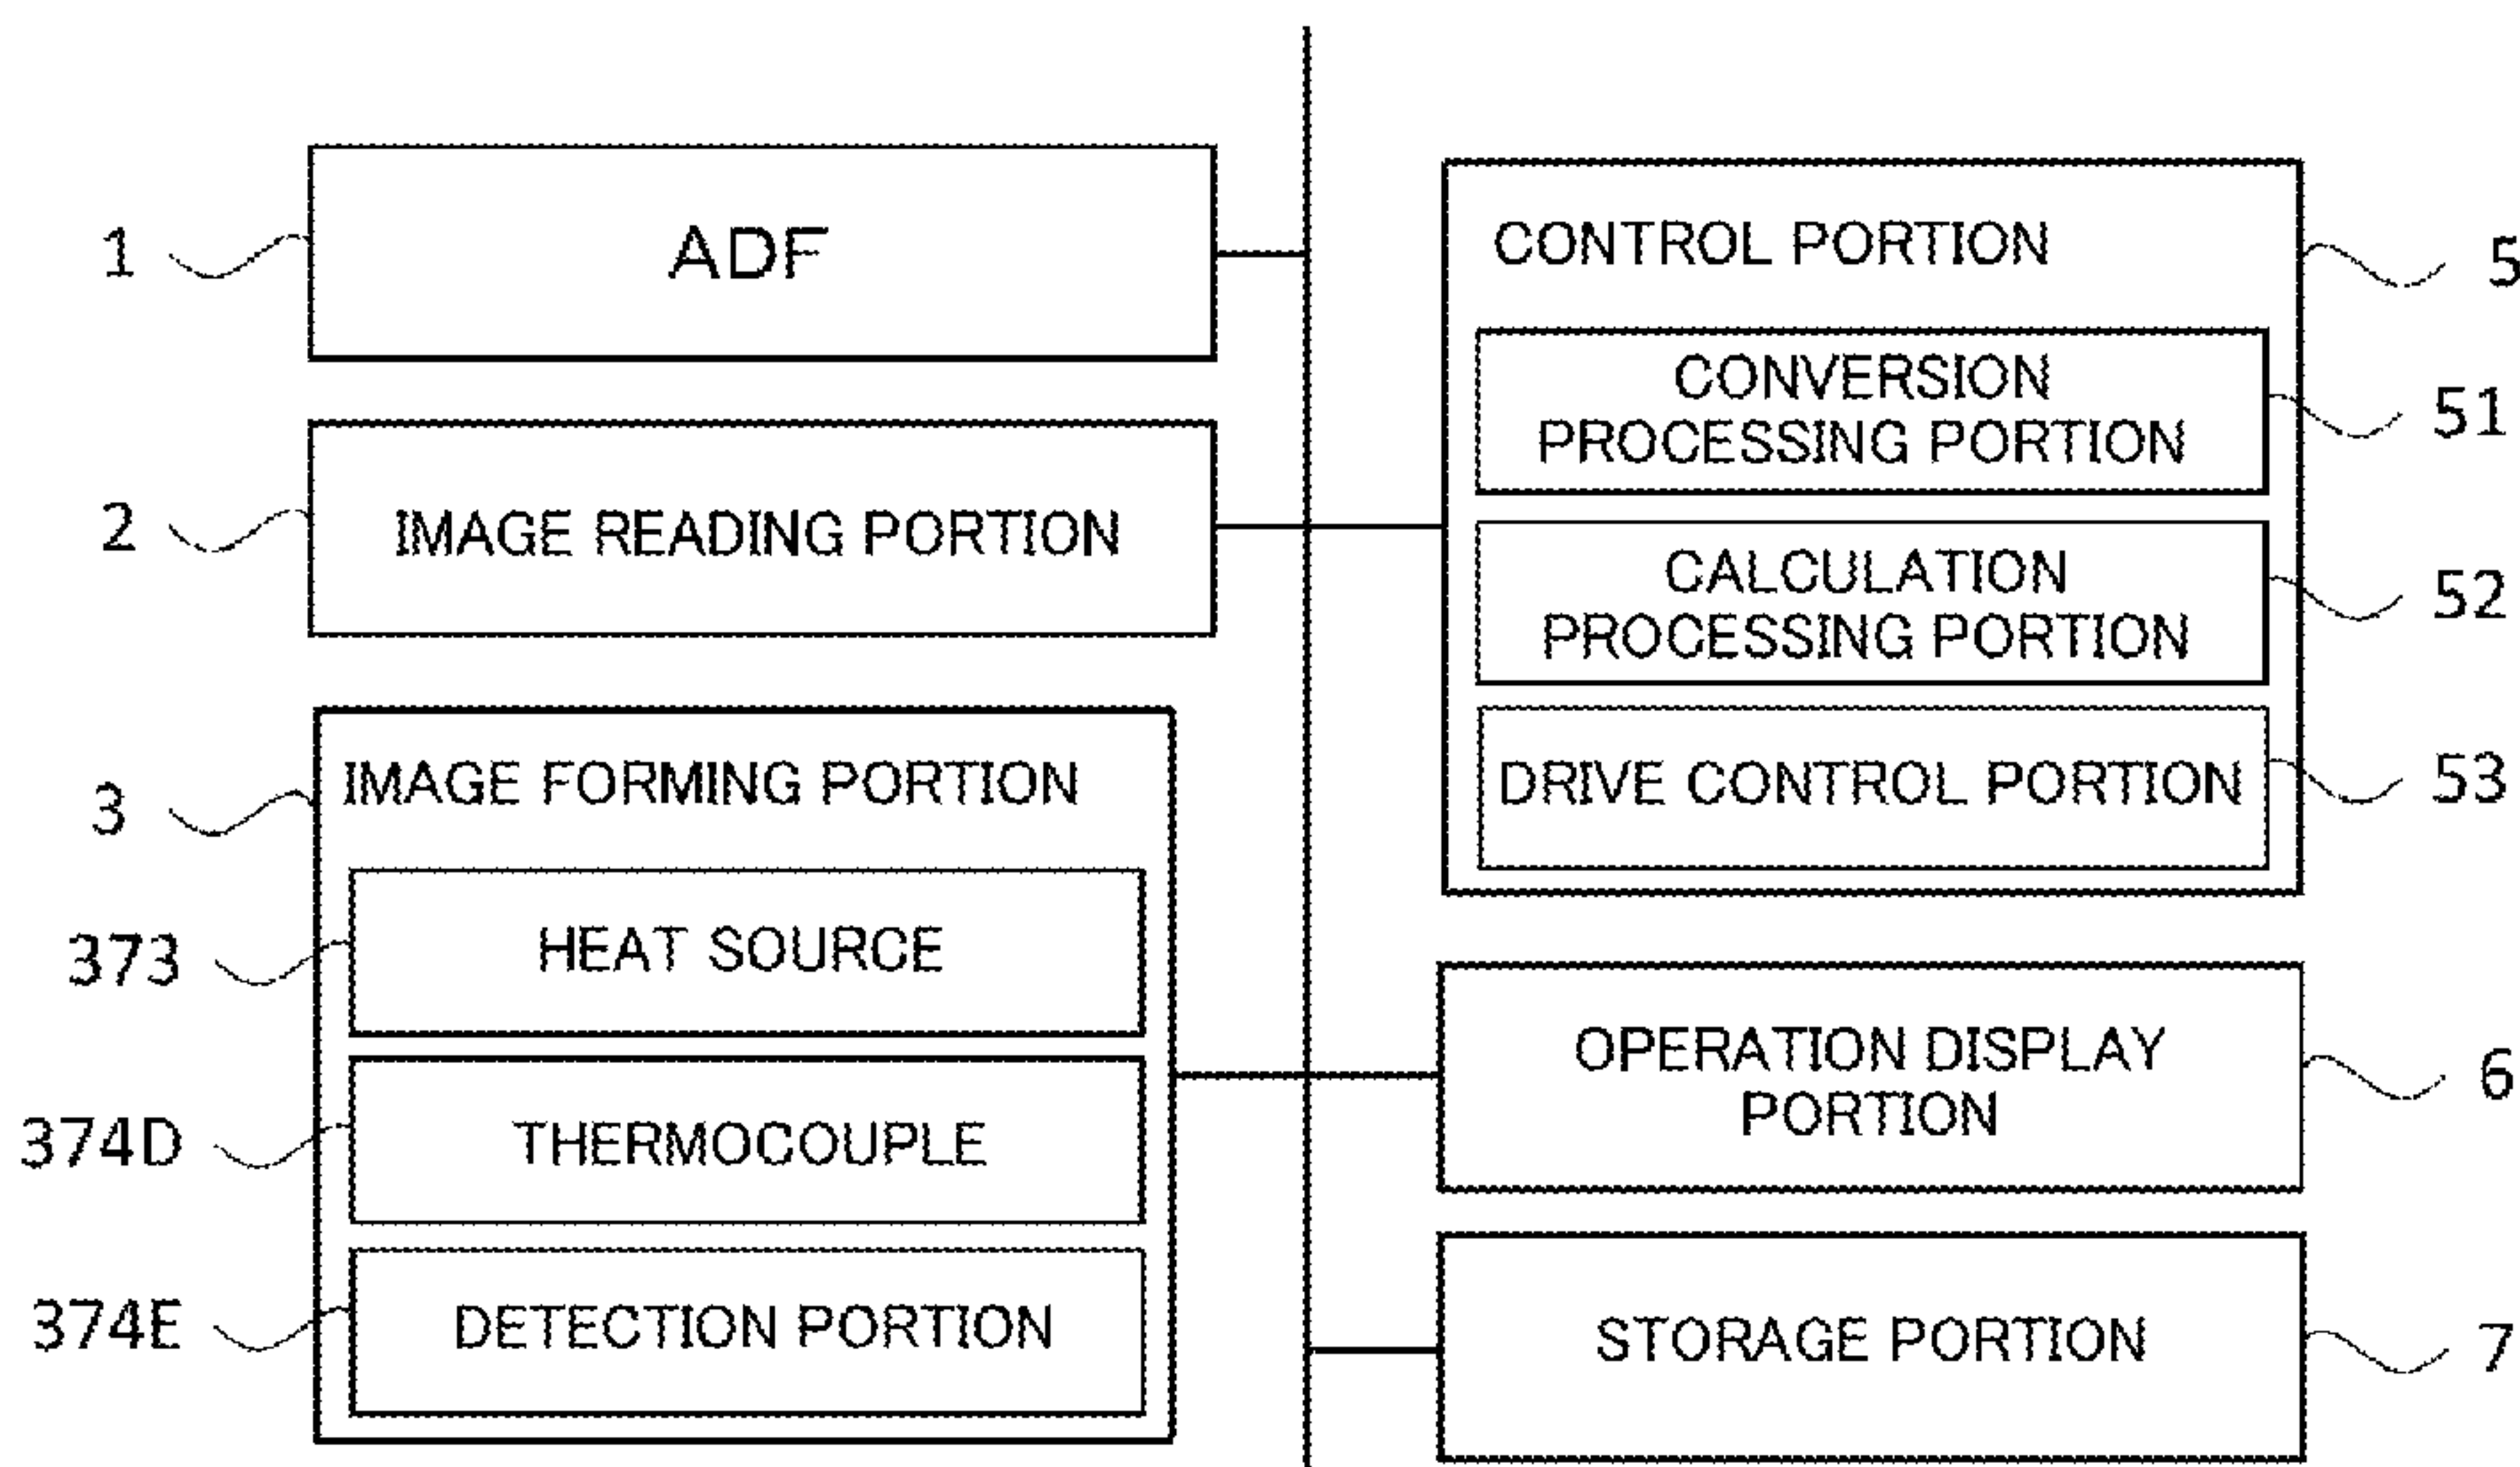 1
ADF
2
IMAGE READING PORTION
3
IMAGE FORMING PORTION
373
HEAT SOURCE
374D
THERMOCOUPLE
374E
DETECTION PORTION
CONTROL PORTION
5
CONVERSION
PROCESSING PORTION
51
CALCULATION
PROCESSING PORTION
52
DRIVE CONTROL PORTION
53
OPERATION DISPLAY
PORTION
6
STORAGE PORTION
7